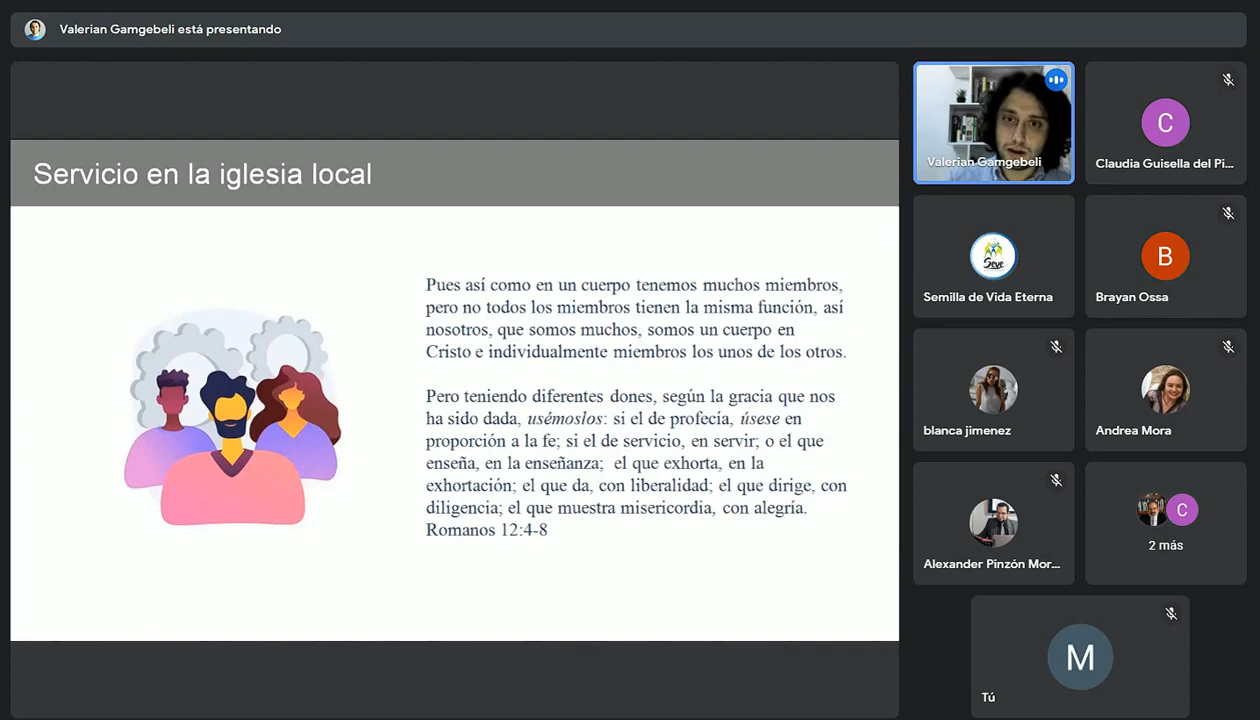 Valerian Gamgebeli está presentando
Servicio en la iglesia local
Pues así como en un cuerpo tenemos muchos miembros,
pero no todos los miembros tienen la misma función, así
nosotros, que somos muchos, somos un cuerpo en
Cristo e individualmente miembros los unos de los otros.
Pero teniendo diferentes dones, según la gracia que nos
ha sido dada, usémoslos: si el de profecía, úsese en
proporción a la fe; si el de servicio, en servir; o el que
enseña, en la enseñanza; el que exhorta, en la
exhortación; el que da, con liberalidad; el que dirige, con
diligencia; el que muestra misericordia, con alegría.
Romanos 12:4-8
Valerian Gamgebeli
C
Claudia Guisella del Pi...
Seve
Semilla de Vida Eterna
B
Brayan Ossa
blanca jimenez
Andrea Mora
Alexander Pinzón Mor...
C
2 más
M
Tú